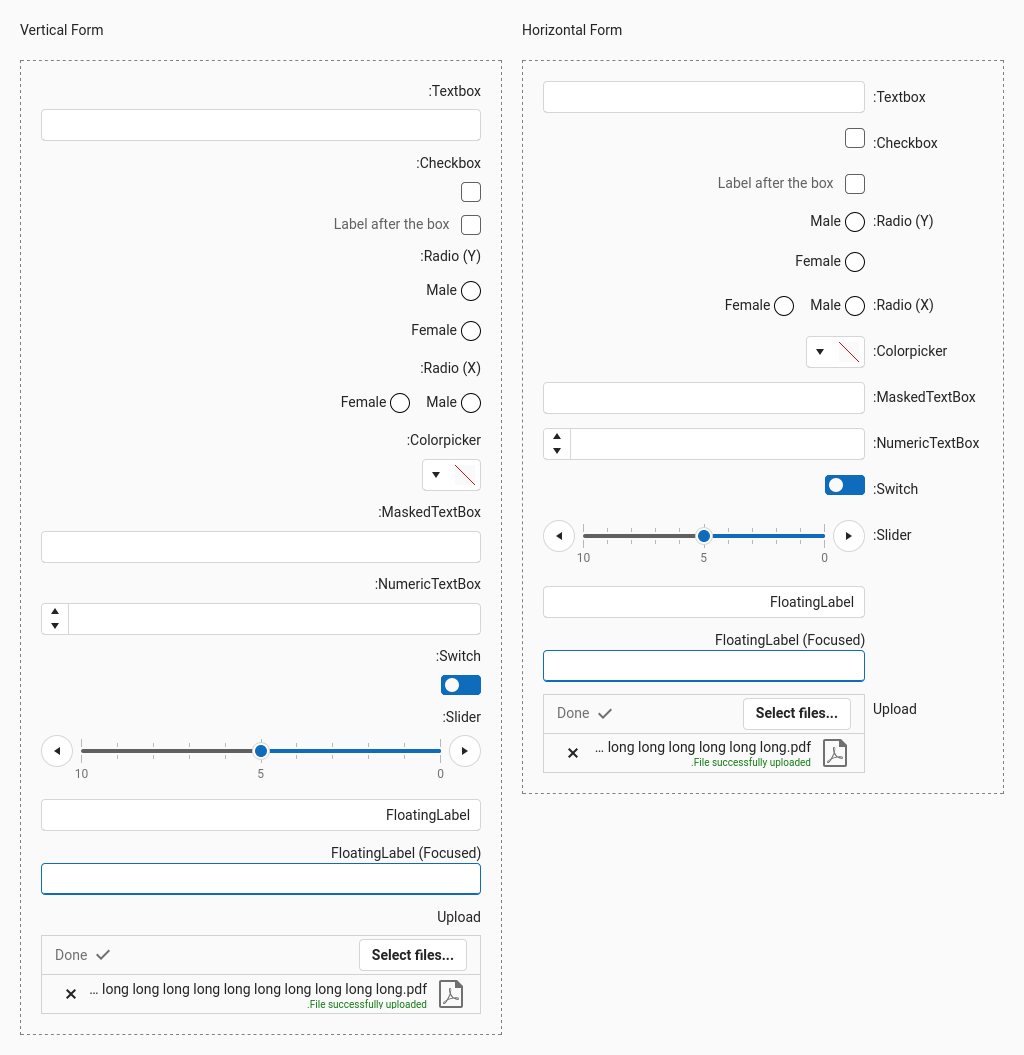 Vertical Form
:Textbox
:Checkbox
Label after the box
:Radio (Y)
Male
Female
:Radio (X)
Male Female
:Colorpicker
:MaskedTextBox
:NumericTextBox
:Switch
:Slider
10 5 0
FloatingLabel
FloatingLabel (Focused)
Upload
Done Select files...
... long long long long long long long long long long.pdf
.File successfully uploaded
Horizontal Form
:Textbox
:Checkbox
Label after the box
:Radio (Y)
Male
Female
:Radio (X)
Male Female
:Colorpicker
:MaskedTextBox
:NumericTextBox
:Switch
:Slider
10 5 0
FloatingLabel
FloatingLabel (Focused)
Upload
Done Select files...
... long long long long long long.pdf
.File successfully uploaded